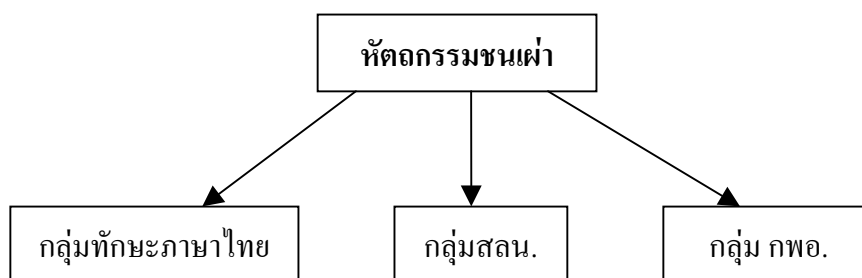 หัตถกรรมชนเผ่า
กลุ่มทักษะภาษาไทย
กลุ่มสลน.
กลุ่ม กพอ.